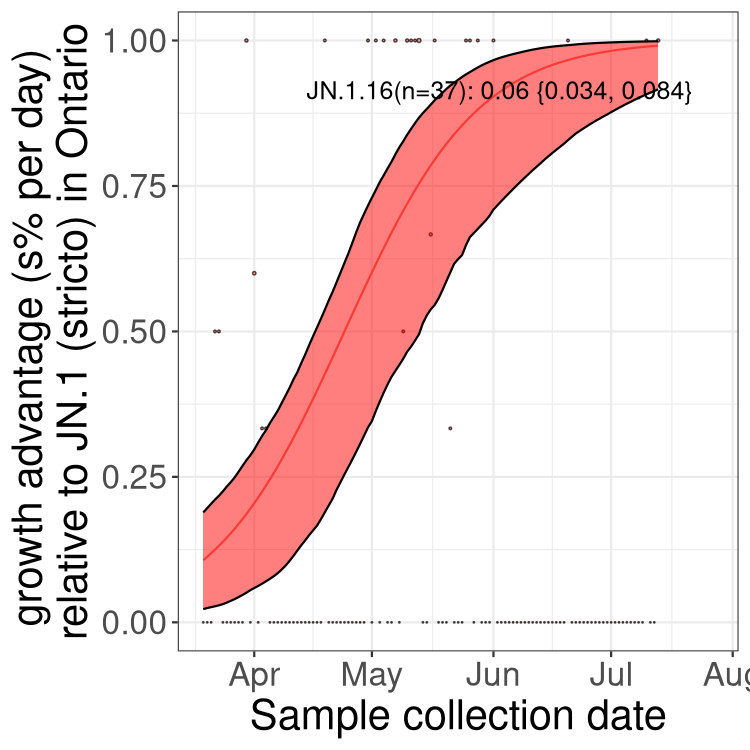 growth advantage (s% per day)
relative to JN.1 (stricto) in Ontario
1.00
0.75
0.50
0.25
0.00
JN.1.16(n=37): 0.06 {0.034, 0.084}
Apr May Jun Jul Aug
Sample collection date